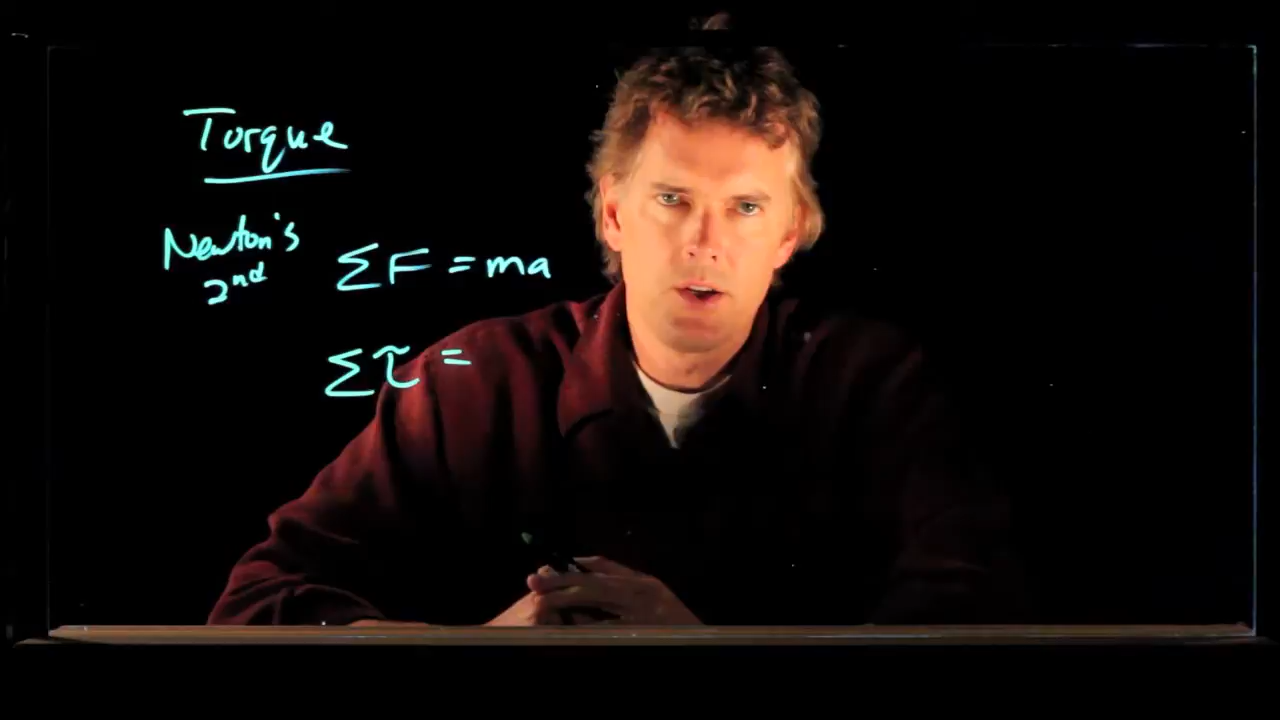 Torque
Newton's
2nd
ΣF = ma
Στ =